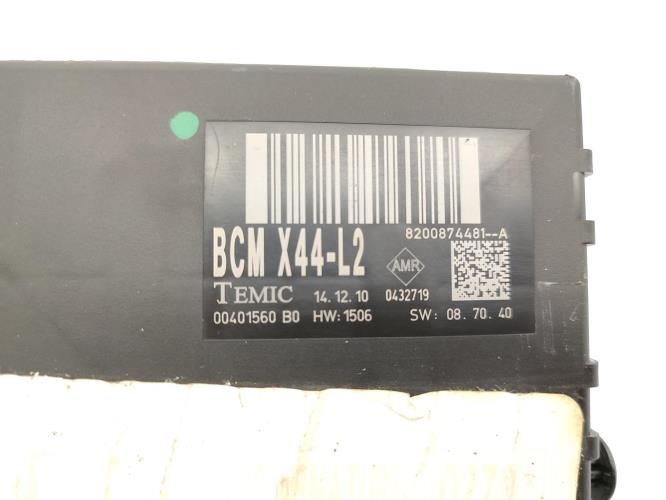 8200874481--A
BCM X44-L2
AMR
TEMIC 14.12.10 0432719
00401560 B0 HW:1506 SW: 08.70.40